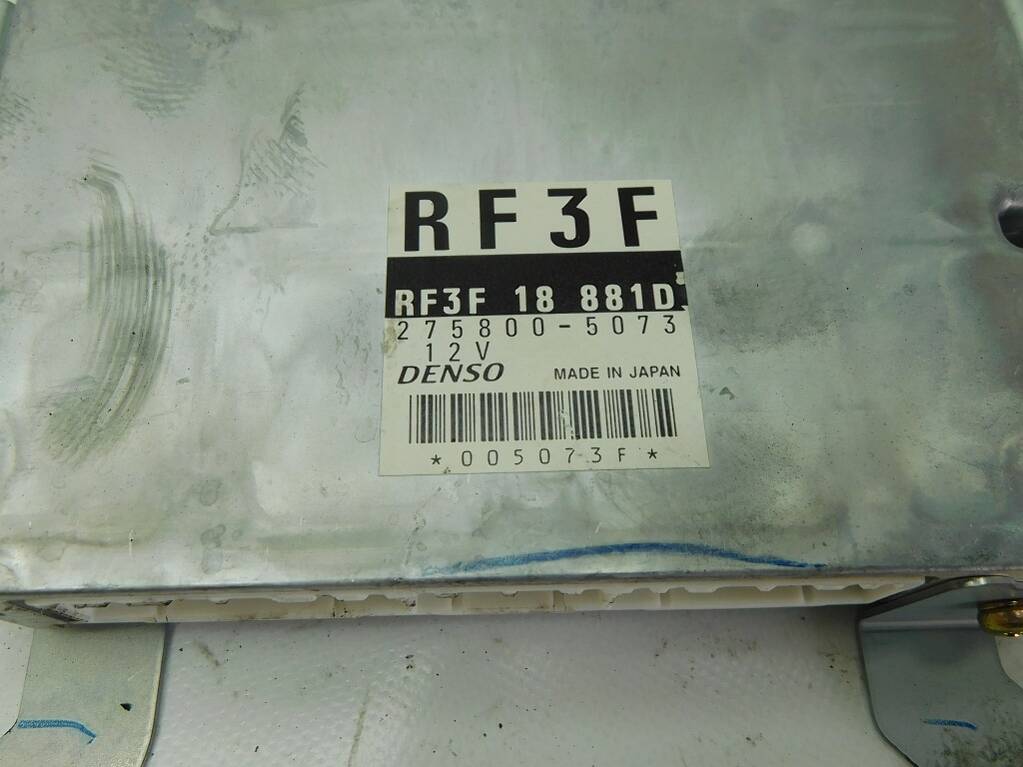 RF3F
RF3F 18 881D
275800-5073
12V
DENSO MADE IN JAPAN
*005073F*